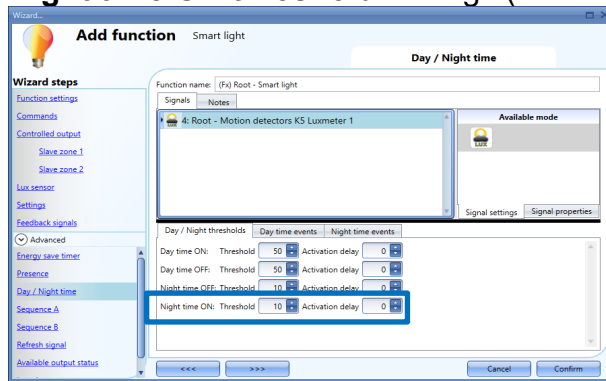 Wizard...
Add function Smart light
Day / Night time
Wizard steps
Function settings
Commands
Controlled output
Slave zone 1
Slave zone 2
Lux sensor
Settings
Feedback signals
Advanced
Energy save timer
Presence
Day / Night time
Sequence A
Sequence B
Refresh signal
Available output status
Function name: (Fx) Root - Smart light
Signals Notes
4: Root - Motion detectors K5 Luxmeter 1
Available mode
LUX
Signal settings Signal properties
Day / Night thresholds Day time events Night time events
Day time ON: Threshold 50 Activation delay 0
Day time OFF: Threshold 50 Activation delay 0
Night time OFF: Threshold 10 Activation delay 0
Night time ON: Threshold 10 Activation delay 0
<<< >>> Cancel Confirm